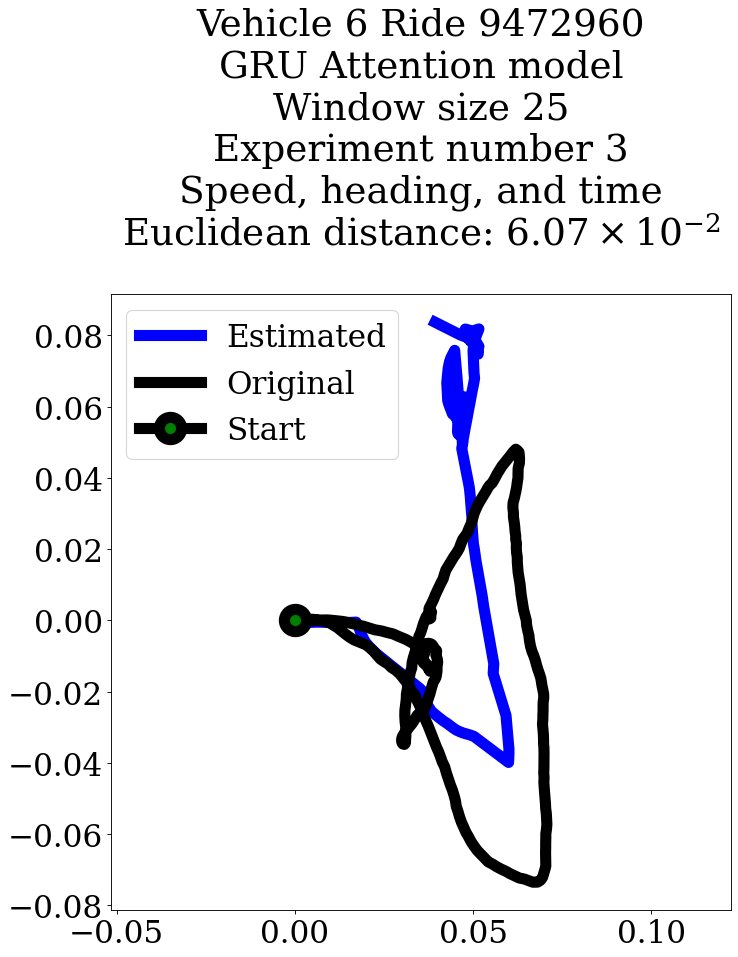 Vehicle 6 Ride 9472960
GRU Attention model
Window size 25
Experiment number 3
Speed, heading, and time
Euclidean distance: 6.07 × 10⁻²
Estimated
Original
Start
0.08
0.06
0.04
0.02
0.00
−0.02
−0.04
−0.06
−0.08
−0.05 0.00 0.05 0.10